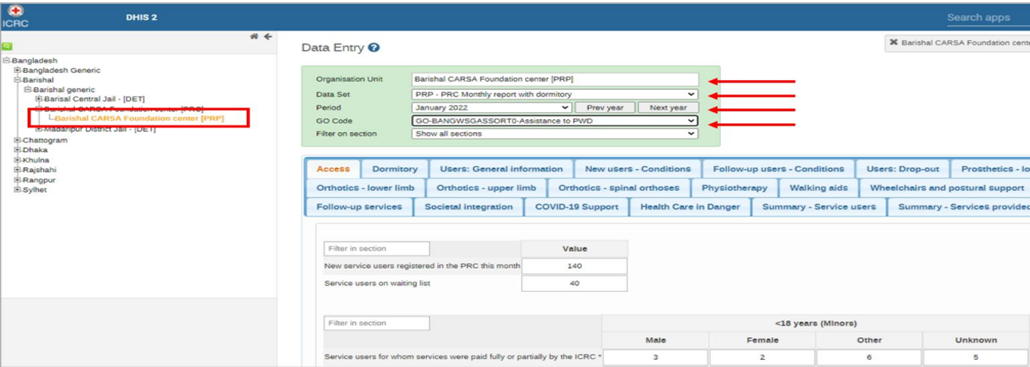 ICRC DHIS 2 Search apps
Bangladesh
Bangladesh Generic
Barishal
Barishal generic
Barisal Central Jail - [DET]
Barishal CARSA Foundation center [PRC]
Barishal CARSA Foundation center [PRP]
Madaripur District Jail - [DET]
Chattogram
Dhaka
Khulna
Rajshahi
Rangpur
Sylhet
Data Entry ?
Barishal CARSA Foundation cente
Organisation Unit Barishal CARSA Foundation center [PRP]
Data Set PRP - PRC Monthly report with dormitory
Period January 2022 Prev year Next year
GO Code GO-BANGWSGASSORT0-Assistance to PWD
Filter on section Show all sections
Access Dormitory Users: General information New users - Conditions Follow-up users - Conditions Users: Drop-out Prosthetics - lo
Orthotics - lower limb Orthotics - upper limb Orthotics - spinal orthoses Physiotherapy Walking aids Wheelchairs and postural support
Follow-up services Societal integration COVID-19 Support Health Care in Danger Summary - Service users Summary - Services provided
Filter in section Value
New service users registered in the PRC this month 140
Service users on waiting list 40
Filter in section <18 years (Minors)
Male Female Other Unknown
Service users for whom services were paid fully or partially by the ICRC * 3 2 6 5